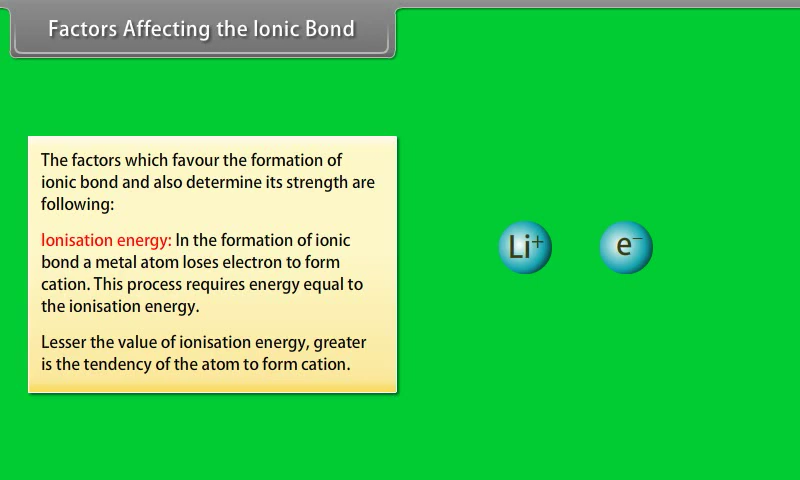 Factors Affecting the Ionic Bond
The factors which favour the formation of
ionic bond and also determine its strength are
following:
Ionisation energy: In the formation of ionic
bond a metal atom loses electron to form
cation. This process requires energy equal to
the ionisation energy.
Lesser the value of ionisation energy, greater
is the tendency of the atom to form cation.
Li⁺ e⁻